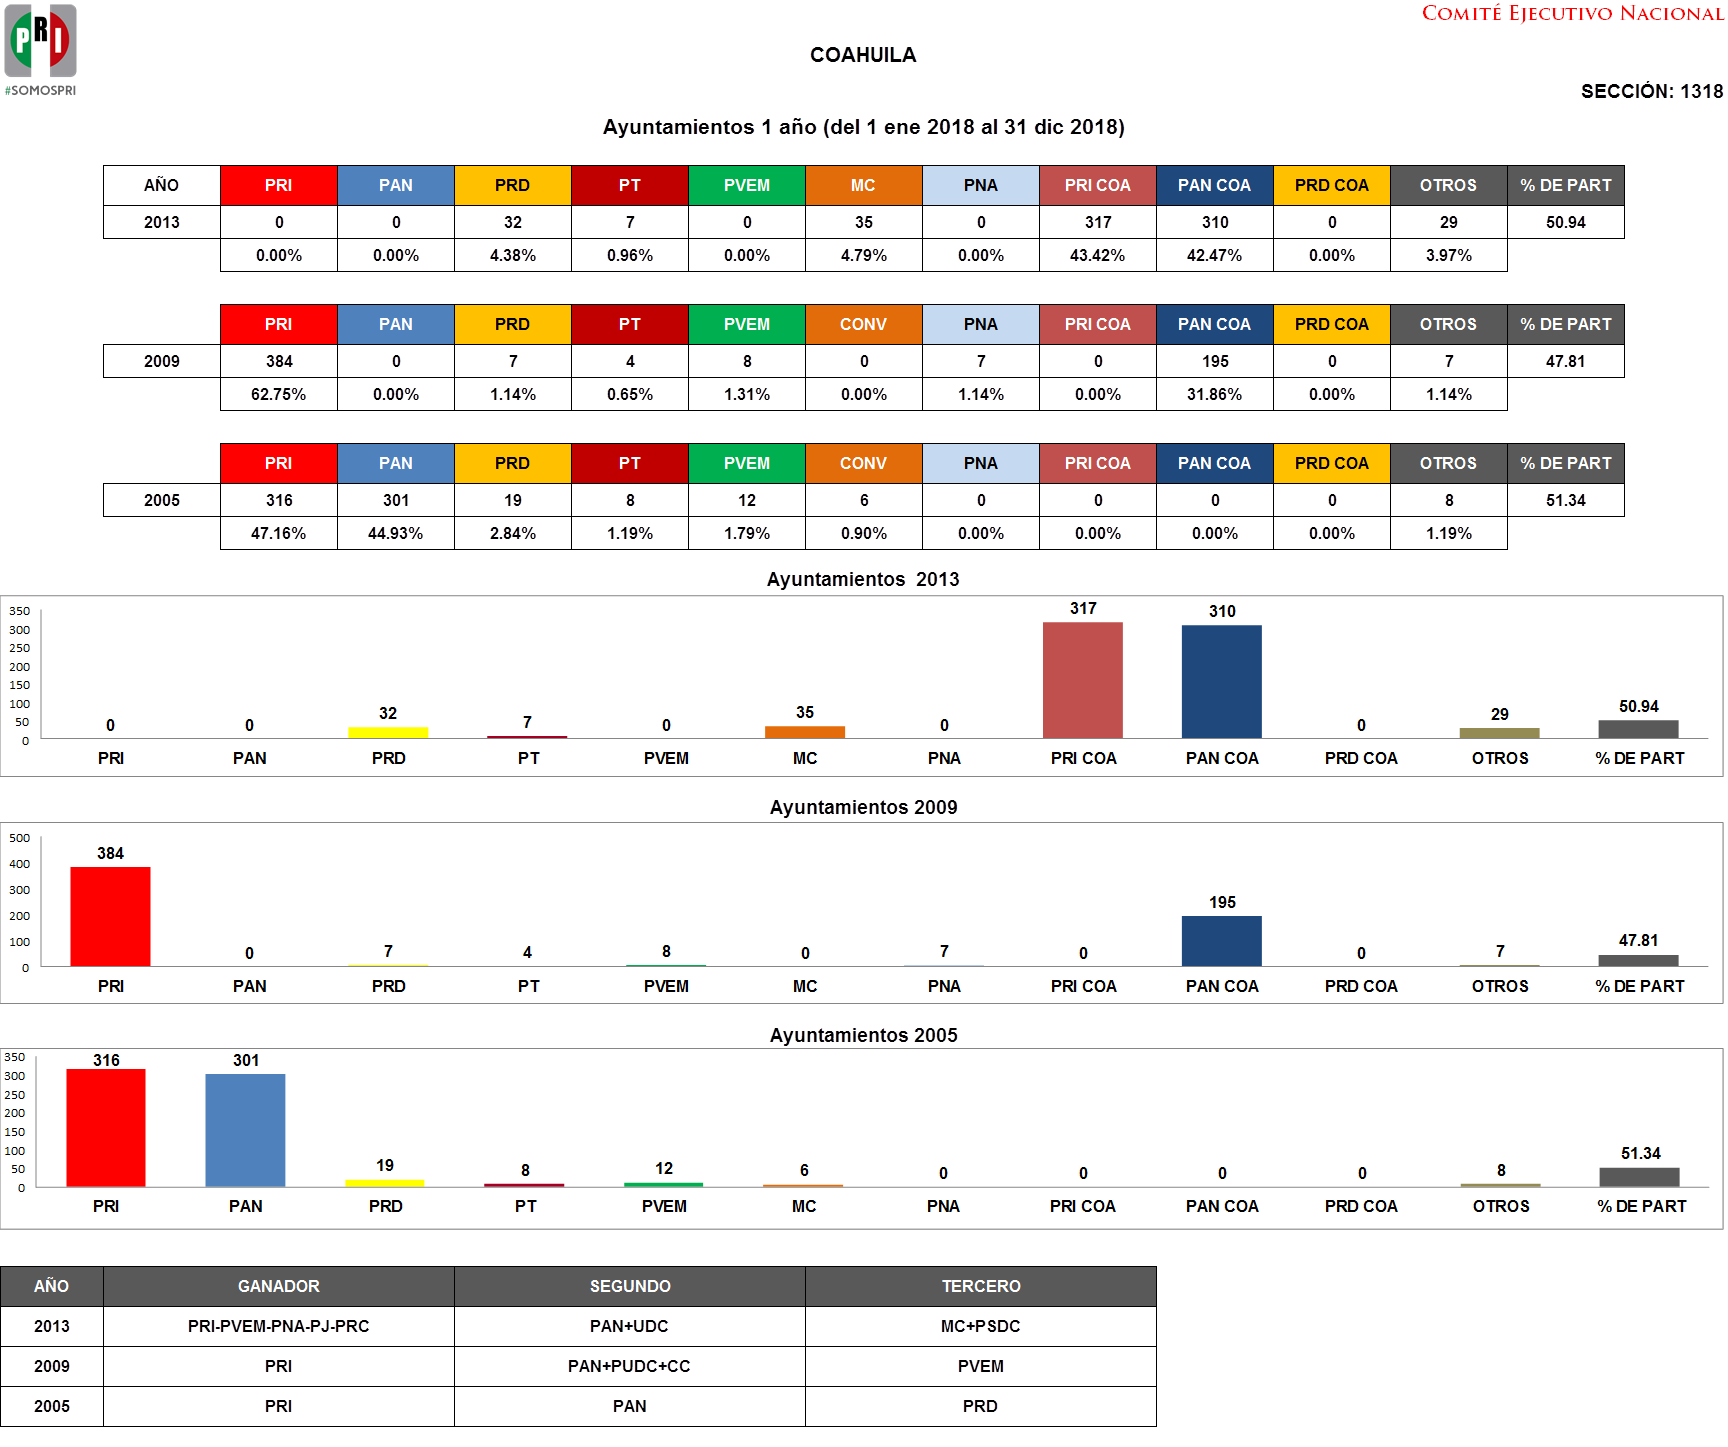 PRI
#SOMOSPRI
COMITÉ EJECUTIVO NACIONAL
COAHUILA
SECCIÓN: 1318
Ayuntamientos 1 año (del 1 ene 2018 al 31 dic 2018)
AÑO PRI PAN PRD PT PVEM MC PNA PRI COA PAN COA PRD COA OTROS % DE PART
2013 0 0 32 7 0 35 0 317 310 0 29 50.94
0.00% 0.00% 4.38% 0.96% 0.00% 4.79% 0.00% 43.42% 42.47% 0.00% 3.97%
PRI PAN PRD PT PVEM CONV PNA PRI COA PAN COA PRD COA OTROS % DE PART
2009 384 0 7 4 8 0 7 0 195 0 7 47.81
62.75% 0.00% 1.14% 0.65% 1.31% 0.00% 1.14% 0.00% 31.86% 0.00% 1.14%
PRI PAN PRD PT PVEM CONV PNA PRI COA PAN COA PRD COA OTROS % DE PART
2005 316 301 19 8 12 6 0 0 0 0 8 51.34
47.16% 44.93% 2.84% 1.19% 1.79% 0.90% 0.00% 0.00% 0.00% 0.00% 1.19%
Ayuntamientos 2013
350
300
250
200
150
100
50
0
0 0 32 7 0 35 0 317 310 0 29 50.94
PRI PAN PRD PT PVEM MC PNA PRI COA PAN COA PRD COA OTROS % DE PART
Ayuntamientos 2009
500
400
300
200
100
0
384 0 7 4 8 0 7 0 195 0 7 47.81
PRI PAN PRD PT PVEM MC PNA PRI COA PAN COA PRD COA OTROS % DE PART
Ayuntamientos 2005
350
300
250
200
150
100
50
0
316 301 19 8 12 6 0 0 0 0 8 51.34
PRI PAN PRD PT PVEM MC PNA PRI COA PAN COA PRD COA OTROS % DE PART
AÑO GANADOR SEGUNDO TERCERO
2013 PRI-PVEM-PNA-PJ-PRC PAN+UDC MC+PSDC
2009 PRI PAN+PUDC+CC PVEM
2005 PRI PAN PRD